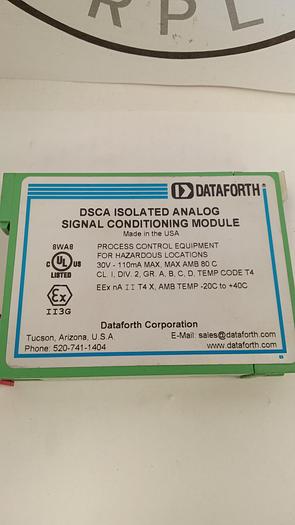 RPL
DATAFORTH
DSCA ISOLATED ANALOG
SIGNAL CONDITIONING MODULE
Made in the USA
8WA8
PROCESS CONTROL EQUIPMENT
FOR HAZARDOUS LOCATIONS
30V - 110mA MAX, MAX AMB 80 C
CL. I, DIV. 2, GR. A, B, C, D, TEMP CODE T4
C UL US
LISTED
EEx nA II T4 X, AMB TEMP -20C to +40C
Ex
II3G
Dataforth Corporation
Tucson, Arizona, U.S.A.
E-Mail: sales@dataforth.com
Phone: 520-741-1404
www.dataforth.com